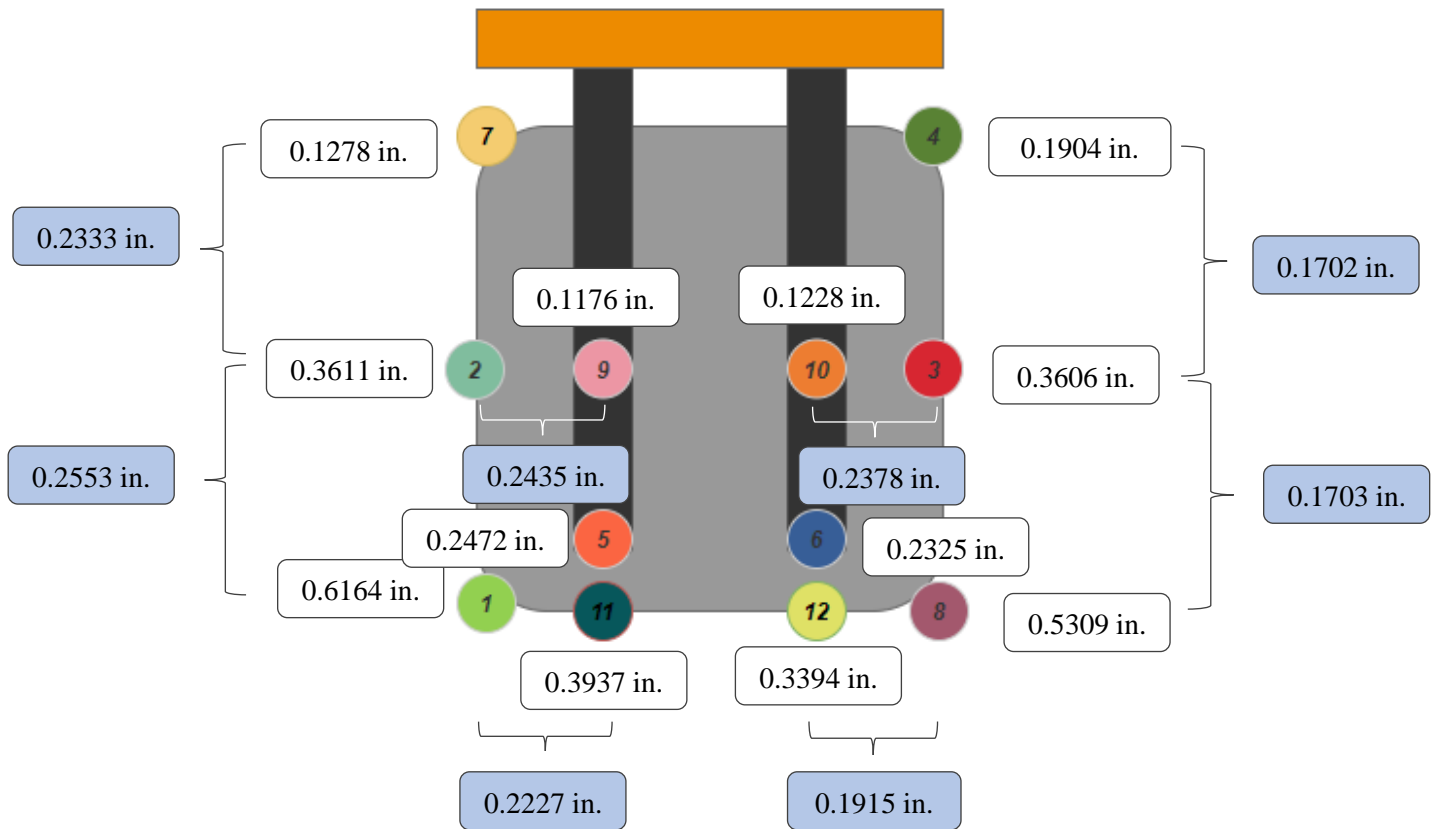 7
4
0.1278 in.
0.1904 in.
0.2333 in.
0.1702 in.
0.1176 in.
0.1228 in.
0.3611 in.
2
9
10
3
0.3606 in.
0.2553 in.
0.2435 in.
0.2378 in.
0.1703 in.
0.2472 in.
5
6
0.2325 in.
0.6164 in.
1
11
12
8
0.5309 in.
0.3937 in.
0.3394 in.
0.2227 in.
0.1915 in.